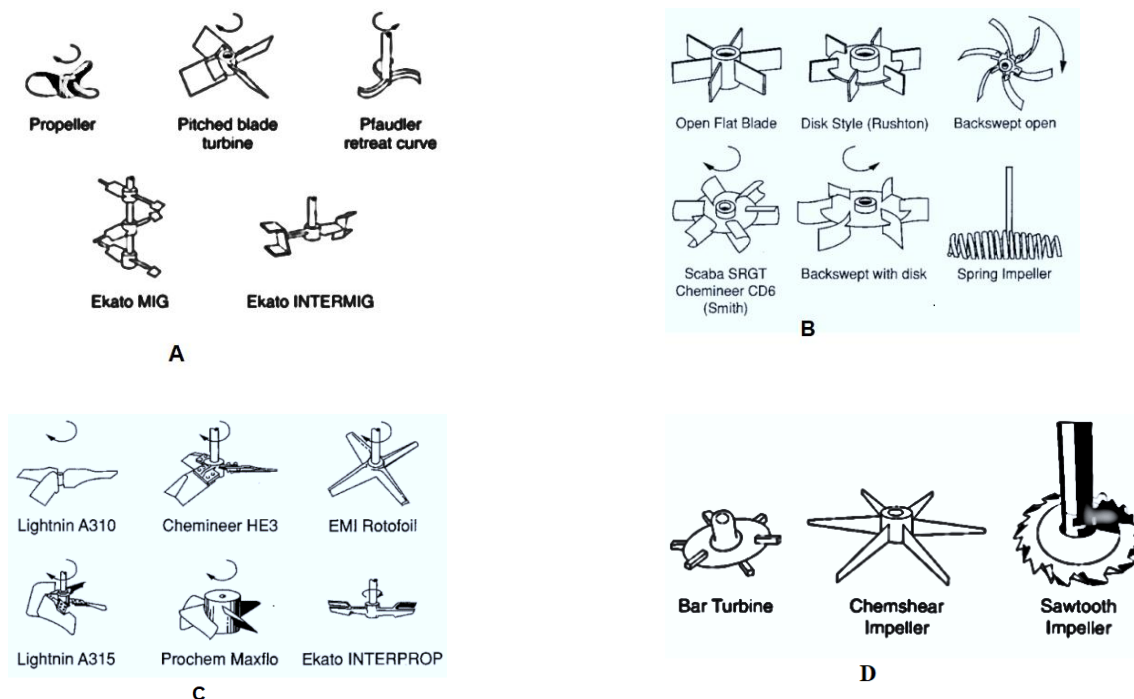 Propeller
Pitched blade
turbine
Pfaudler
retreat curve
Ekato MIG
Ekato INTERMIG
A
Open Flat Blade
Disk Style (Rushton)
Backswept open
Scaba SRGT
Chemineer CD6
(Smith)
Backswept with disk
Spring Impeller
B
Lightnin A310
Chemineer HE3
EMI Rotofoil
Lightnin A315
Prochem Maxflo
Ekato INTERPROP
C
Bar Turbine
Chemshear
Impeller
Sawtooth
Impeller
D